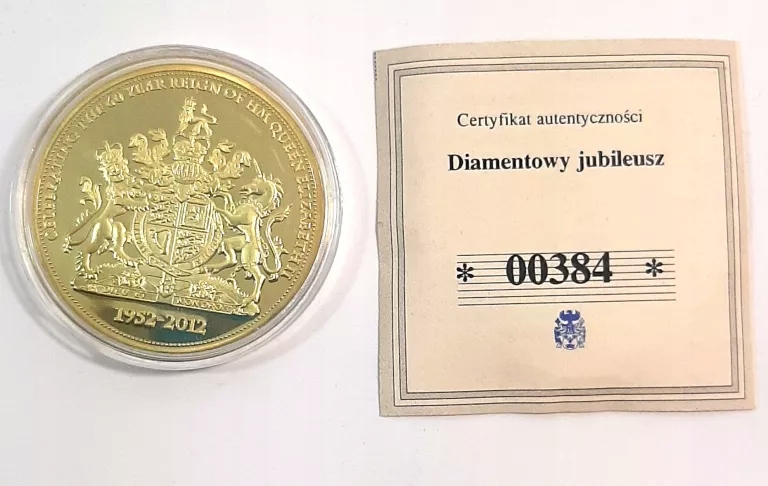 CELEBRATING THE 60 YEAR REIGN OF HM QUEEN ELIZABETH II
1952-2012
Certyfikat autentyczności
Diamentowy jubileusz
* 00384 *